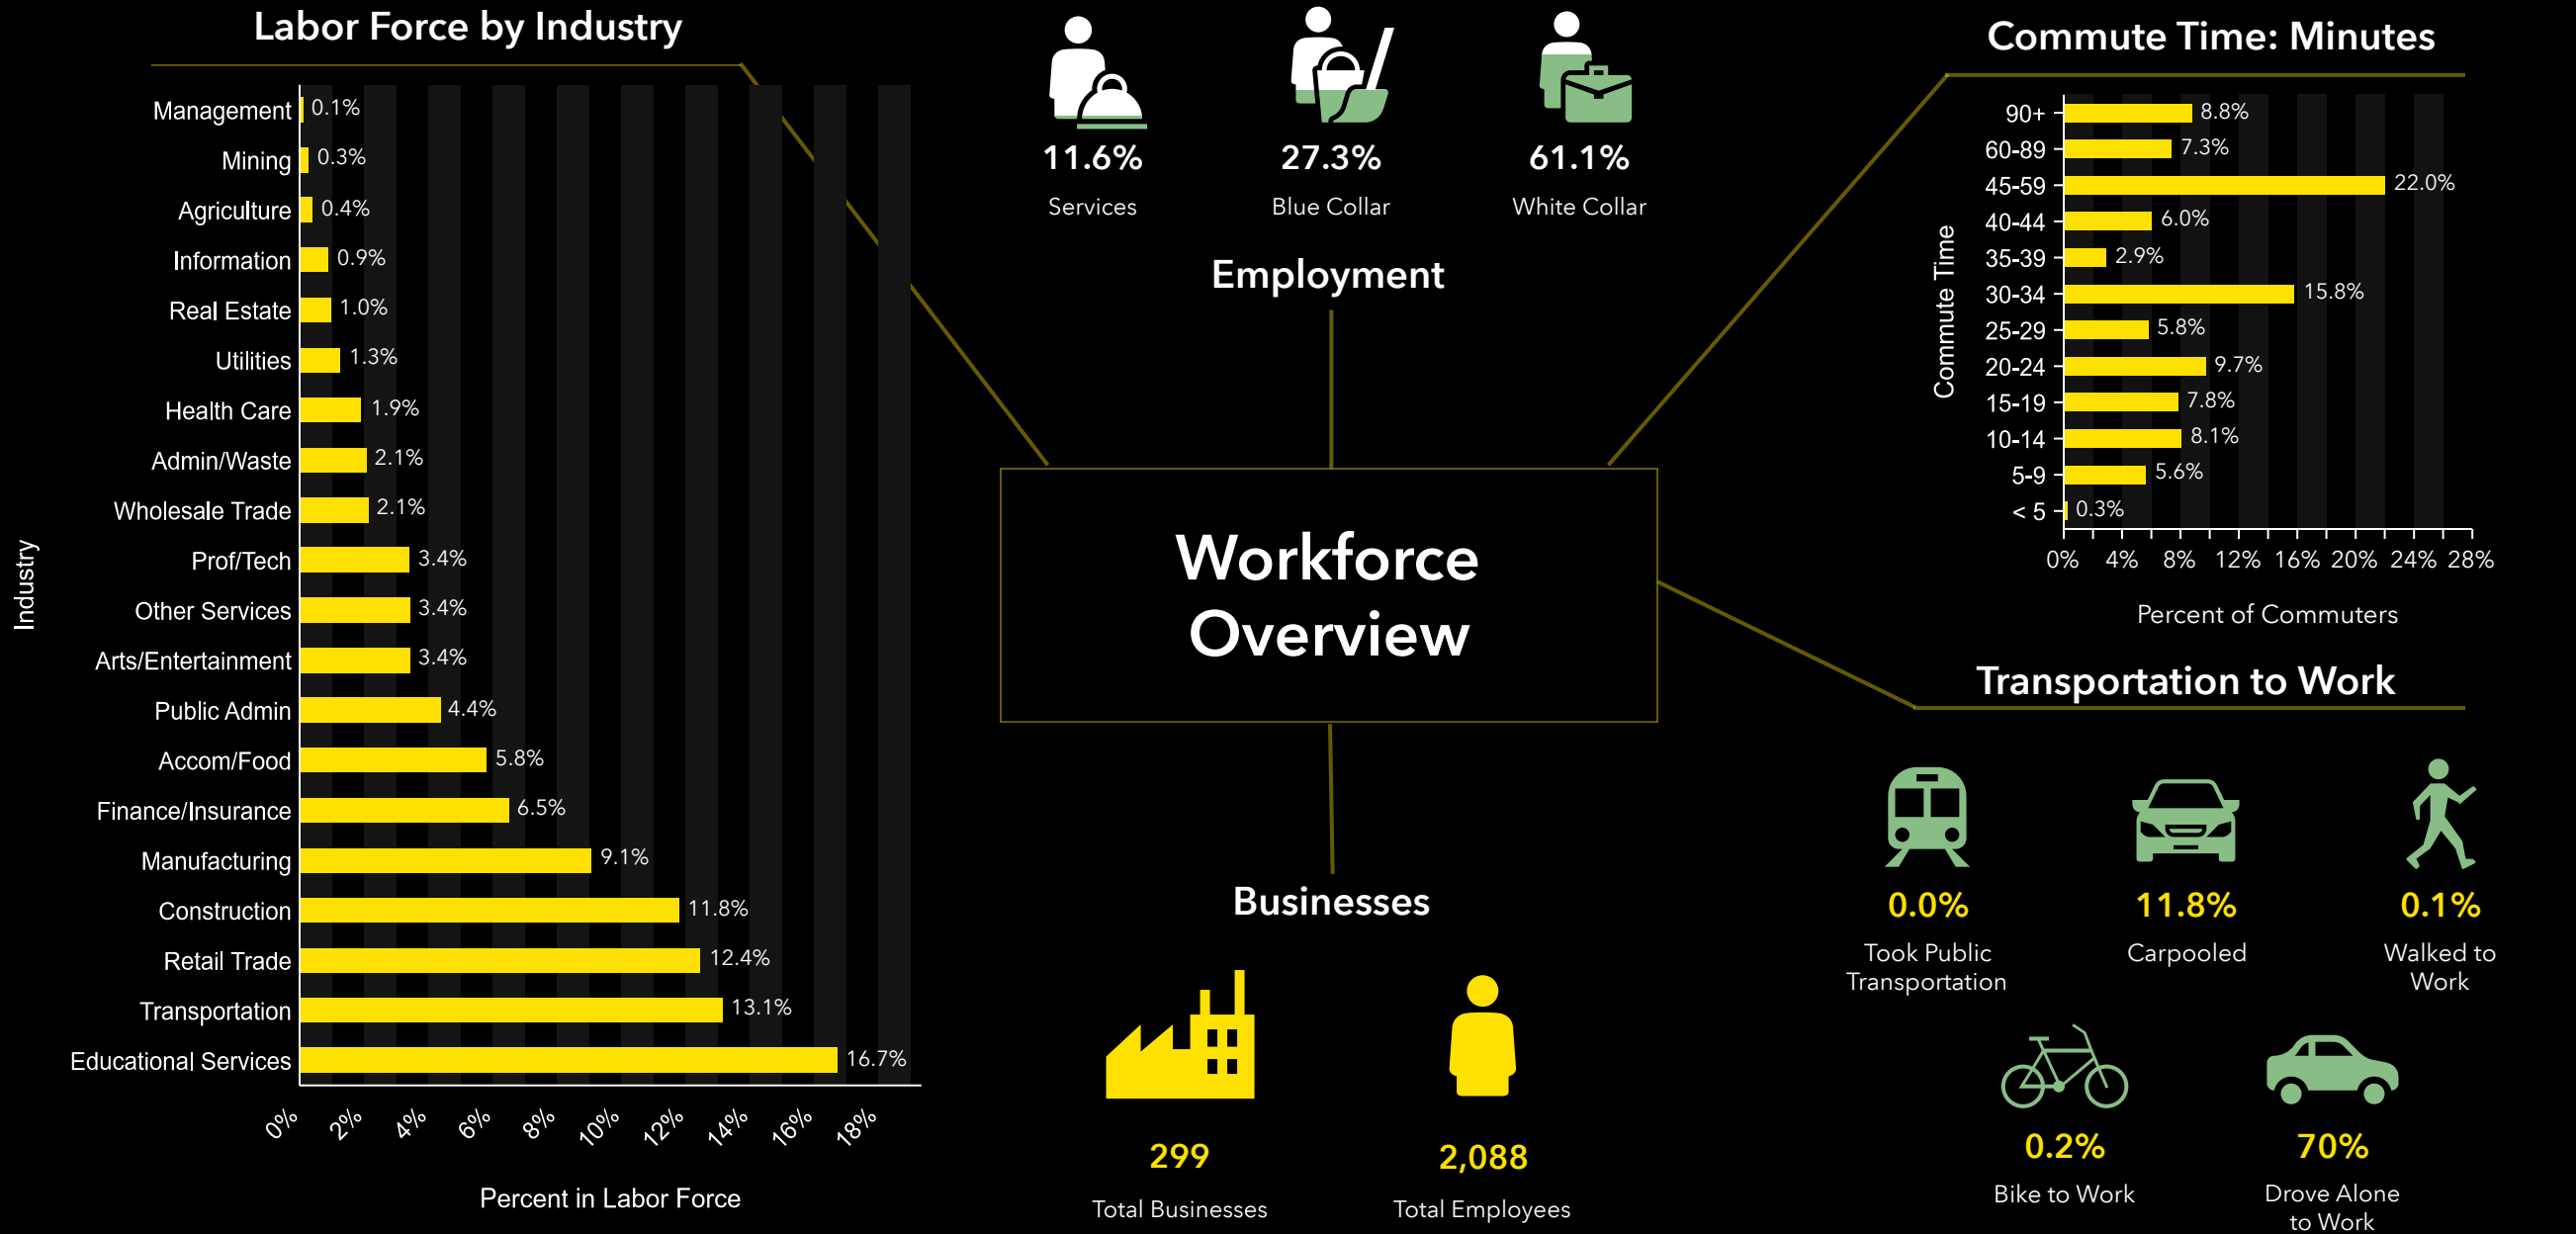 Labor Force by Industry
Industry
Management 0.1%
Mining 0.3%
Agriculture 0.4%
Information 0.9%
Real Estate 1.0%
Utilities 1.3%
Health Care 1.9%
Admin/Waste 2.1%
Wholesale Trade 2.1%
Prof/Tech 3.4%
Other Services 3.4%
Arts/Entertainment 3.4%
Public Admin 4.4%
Accom/Food 5.8%
Finance/Insurance 6.5%
Manufacturing 9.1%
Construction 11.8%
Retail Trade 12.4%
Transportation 13.1%
Educational Services 16.7%
0% 2% 4% 6% 8% 10% 12% 14% 16% 18%
Percent in Labor Force
11.6% 27.3% 61.1%
Services Blue Collar White Collar
Employment
Workforce
Overview
Businesses
299 2,088
Total Businesses Total Employees
Commute Time: Minutes
Commute Time
90+ 8.8%
60-89 7.3%
45-59 22.0%
40-44 6.0%
35-39 2.9%
30-34 15.8%
25-29 5.8%
20-24 9.7%
15-19 7.8%
10-14 8.1%
5-9 5.6%
< 5 0.3%
0% 4% 8% 12% 16% 20% 24% 28%
Percent of Commuters
Transportation to Work
0.0% 11.8% 0.1%
Took Public Carpooled Walked to
Transportation Work
0.2% 70%
Bike to Work Drove Alone
to Work